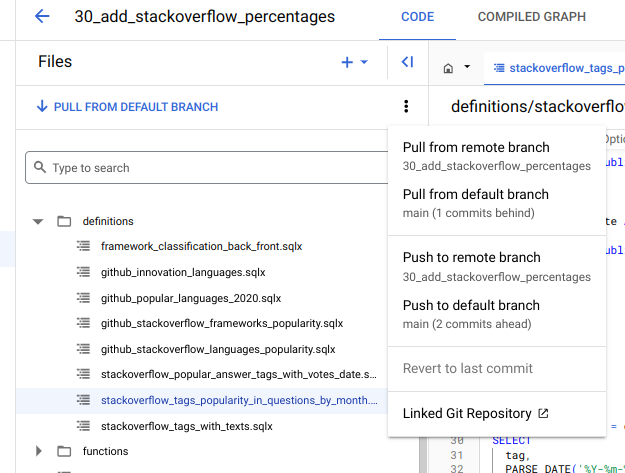 30_add_stackoverflow_percentages
CODE
COMPILED GRAPH
Files
stackoverflow_tags_p
PULL FROM DEFAULT BRANCH
definitions/stackoverflo
Type to search
definitions
framework_classification_back_front.sqlx
github_innovation_languages.sqlx
github_popular_languages_2020.sqlx
github_stackoverflow_frameworks_popularity.sqlx
github_stackoverflow_languages_popularity.sqlx
stackoverflow_popular_answer_tags_with_votes_date.s...
stackoverflow_tags_popularity_in_questions_by_month....
stackoverflow_tags_with_texts.sqlx
functions
Pull from remote branch
30_add_stackoverflow_percentages
Pull from default branch
main (1 commits behind)
Push to remote branch
30_add_stackoverflow_percentages
Push to default branch
main (2 commits ahead)
Revert to last commit
Linked Git Repository
30 SELECT
31 tag,
32 PARSE_DATE('%Y-%m-%